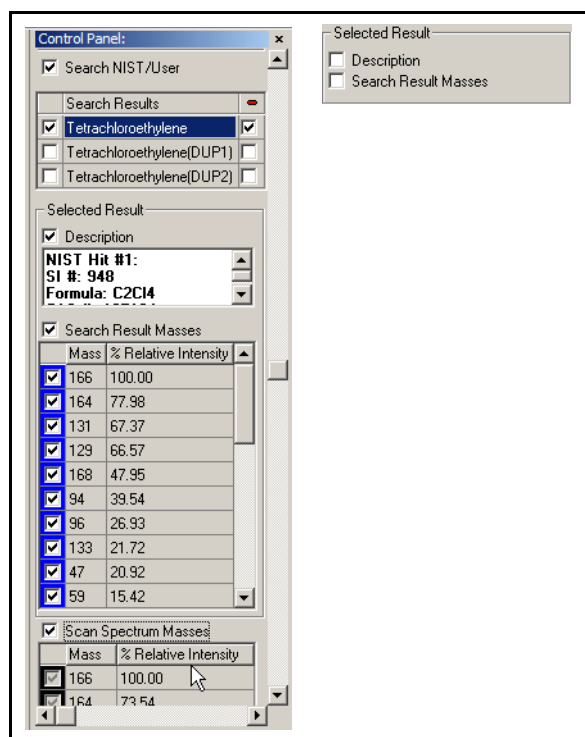 Control Panel:
Search NIST/User
Search Results
Tetrachloroethylene
Tetrachloroethylene(DUP1)
Tetrachloroethylene(DUP2)
Selected Result
Description
NIST Hit #1:
SI #: 948
Formula: C2Cl4
Search Result Masses
Mass % Relative Intensity
166 100.00
164 77.98
131 67.37
129 66.57
168 47.95
94 39.54
96 26.93
133 21.72
47 20.92
59 15.42
Scan Spectrum Masses
Mass % Relative Intensity
166 100.00
164 73.54
Selected Result
Description
Search Result Masses